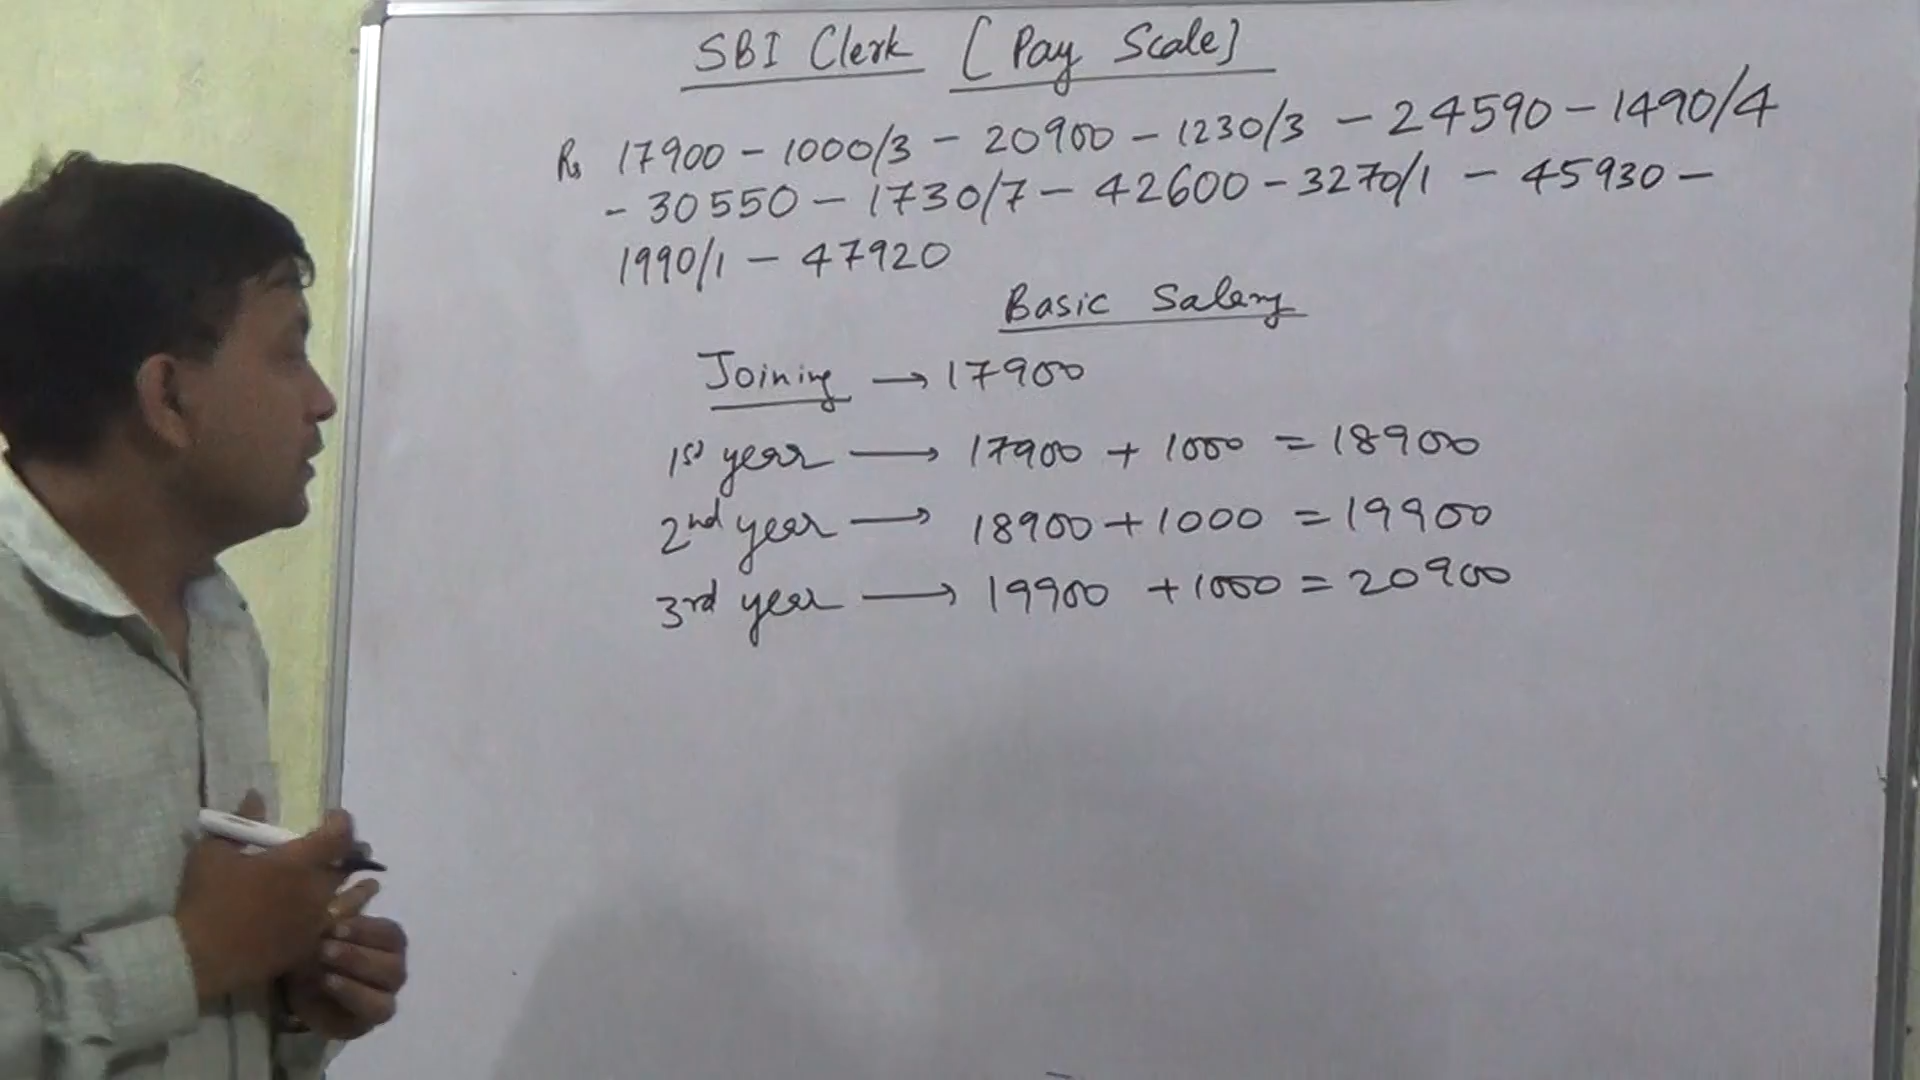 SBI Clerk [Pay Scale]
Rs 17900 - 1000/3 - 20900 - 1230/3 - 24590 - 1490/4
- 30550 - 1730/7 - 42600 - 3270/1 - 45930 -
1990/1 - 47920
Basic Salary
Joining → 17900
1st year → 17900 + 1000 = 18900
2nd year → 18900 + 1000 = 19900
3rd year → 19900 + 1000 = 20900